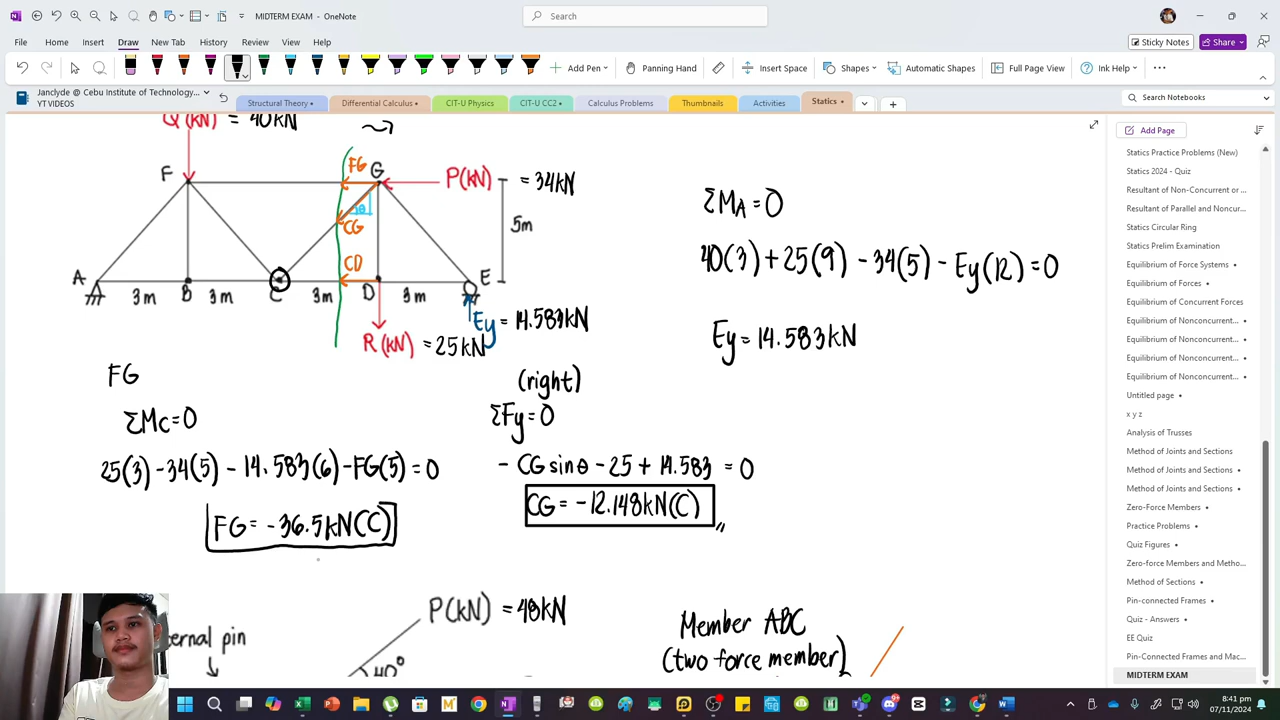 MIDTERM EXAM - OneNote
Search
File Home Insert Draw New Tab History Review View Help
Sticky Notes
Share
Add Pen
Panning Hand
Insert Space
Shapes
Automatic Shapes
Full Page View
Ink Help
Janclyde @ Cebu Institute of Technology...
YT VIDEOS
Structural Theory
Differential Calculus
CIT-U Physics
CIT-U CC2
Calculus Problems
Thumbnails
Activities
Statics
Search Notebooks
Add Page
Statics Practice Problems (New)
Statics 2024 - Quiz
Resultant of Non-Concurrent or ...
Resultant of Parallel and Noncur...
Statics Circular Ring
Statics Prelim Examination
Equilibrium of Force Systems
Equilibrium of Forces
Equilibrium of Concurrent Forces
Equilibrium of Nonconcurrent...
Equilibrium of Nonconcurrent...
Equilibrium of Nonconcurrent...
Equilibrium of Nonconcurrent...
Untitled page
x y z
Analysis of Trusses
Method of Joints and Sections
Method of Joints and Sections
Method of Joints and Sections
Zero-Force Members
Practice Problems
Quiz Figures
Zero-force Members and Metho...
Method of Sections
Pin-connected Frames
Quiz - Answers
EE Quiz
Pin-Connected Frames and Mac...
MIDTERM EXAM
Q(kN) = 40kN
F
FG
G
P(kN) = 34kN
θ
CG
5m
CD
A
B
C
D
E
3 m
3 m
3 m
3 m
Ey = 14.583kN
R(kN) = 25kN
ΣMA = 0
40(3) + 25(9) - 34(5) - Ey(12) = 0
Ey = 14.583kN
FG
ΣMc = 0
25(3) - 34(5) - 14.583(6) - FG(5) = 0
FG = -36.5kN(C)
(right)
ΣFy = 0
- CG sinθ - 25 + 14.583 = 0
CG = -12.148kN(C)
ernal pin
P(kN) = 48kN
40°
Member ABC
(two force member)
8:41 pm
07/11/2024